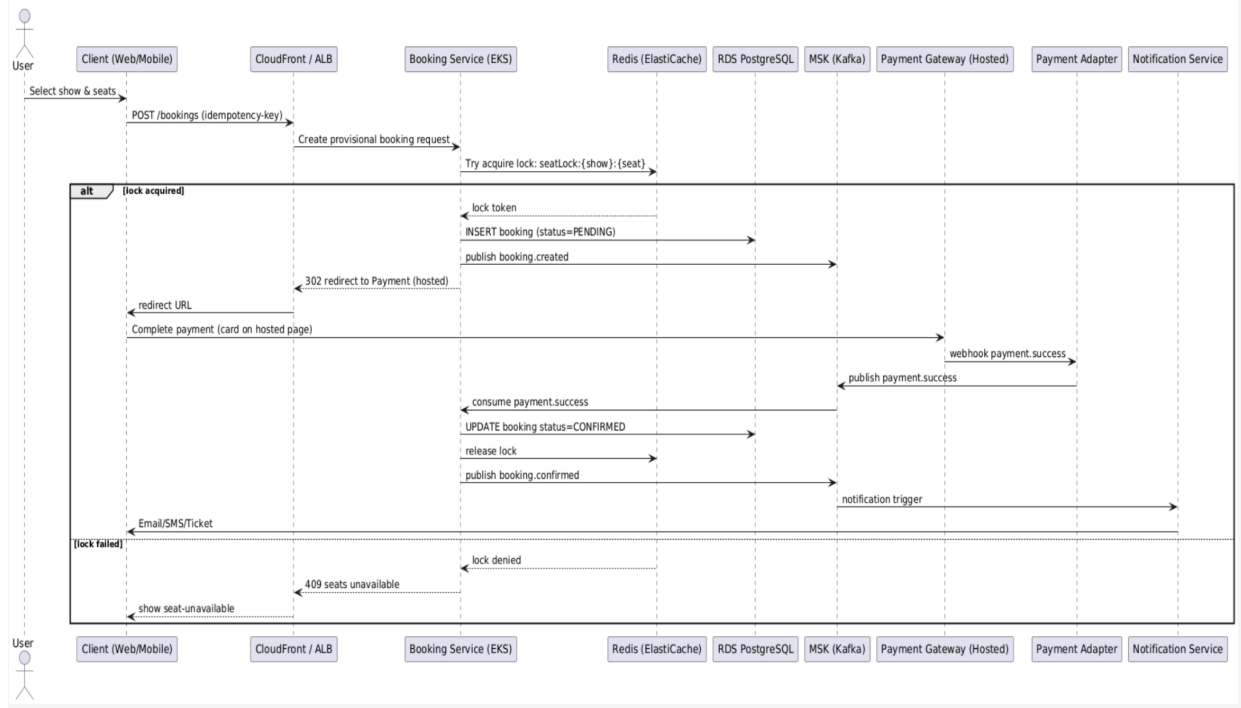 User
Client (Web/Mobile)
CloudFront / ALB
Booking Service (EKS)
Redis (ElastiCache)
RDS PostgreSQL
MSK (Kafka)
Payment Gateway (Hosted)
Payment Adapter
Notification Service
Select show & seats
POST /bookings (idempotency-key)
Create provisional booking request
Try acquire lock: seatLock:{show}:{seat}
alt
[lock acquired]
lock token
INSERT booking (status=PENDING)
publish booking.created
302 redirect to Payment (hosted)
redirect URL
Complete payment (card on hosted page)
webhook payment.success
publish payment.success
consume payment.success
UPDATE booking status=CONFIRMED
release lock
publish booking.confirmed
notification trigger
Email/SMS/Ticket
[lock failed]
lock denied
409 seats unavailable
show seat-unavailable
User
Client (Web/Mobile)
CloudFront / ALB
Booking Service (EKS)
Redis (ElastiCache)
RDS PostgreSQL
MSK (Kafka)
Payment Gateway (Hosted)
Payment Adapter
Notification Service